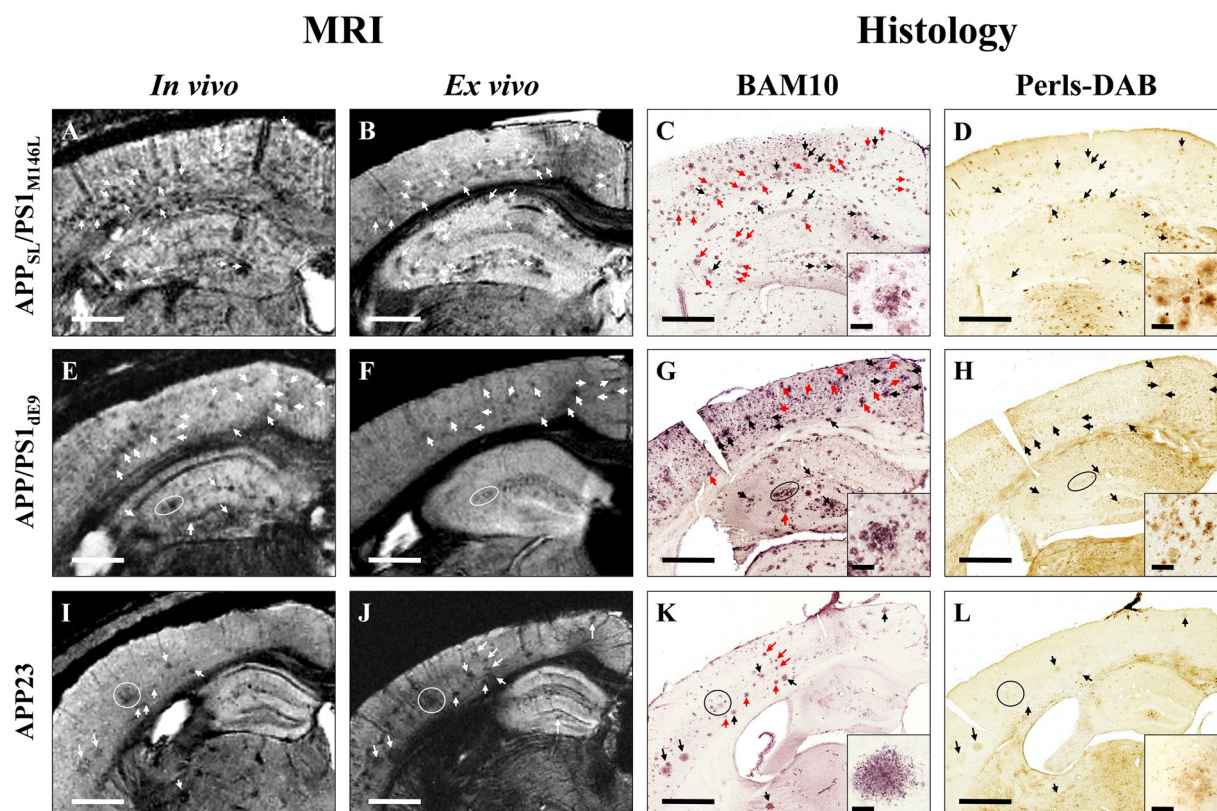 MRI Histology
In vivo Ex vivo BAM10 Perls-DAB
APPSL/PS1M146L
A B C D
APP/PS1dE9
E F G H
APP23
I J K L